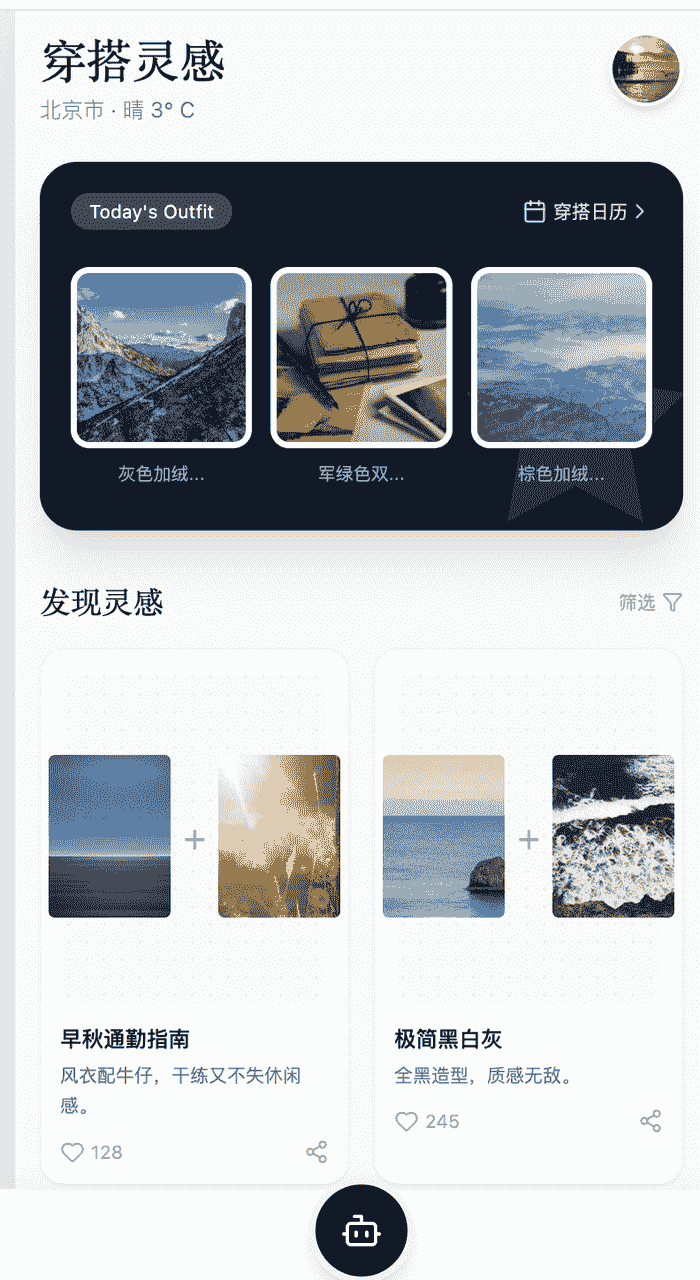 穿搭灵感
北京市 · 晴 3° C
Today's Outfit
穿搭日历
灰色加绒...
军绿色双...
棕色加绒...
发现灵感
筛选
早秋通勤指南
风衣配牛仔，干练又不失休闲
感。
128
极简黑白灰
全黑造型，质感无敌。
245